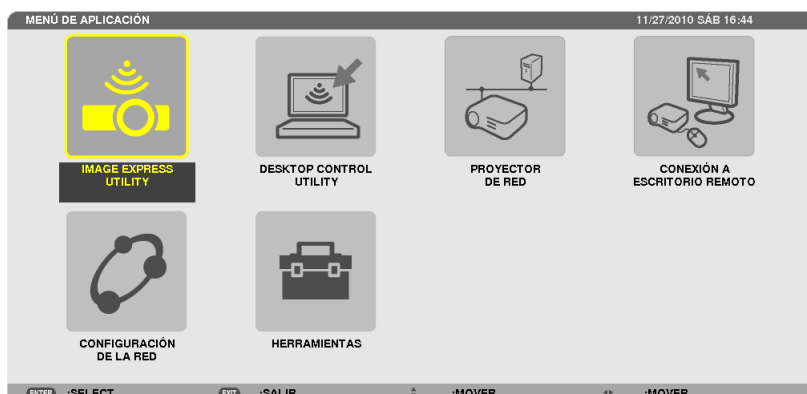 MENÚ DE APLICACIÓN 11/27/2010 SÁB 16:44
IMAGE EXPRESS
UTILITY
DESKTOP CONTROL
UTILITY
PROYECTOR
DE RED
CONEXIÓN A
ESCRITORIO REMOTO
CONFIGURACIÓN
DE LA RED
HERRAMIENTAS
ENTER :SELECT EXIT :SALIR :MOVER :MOVER